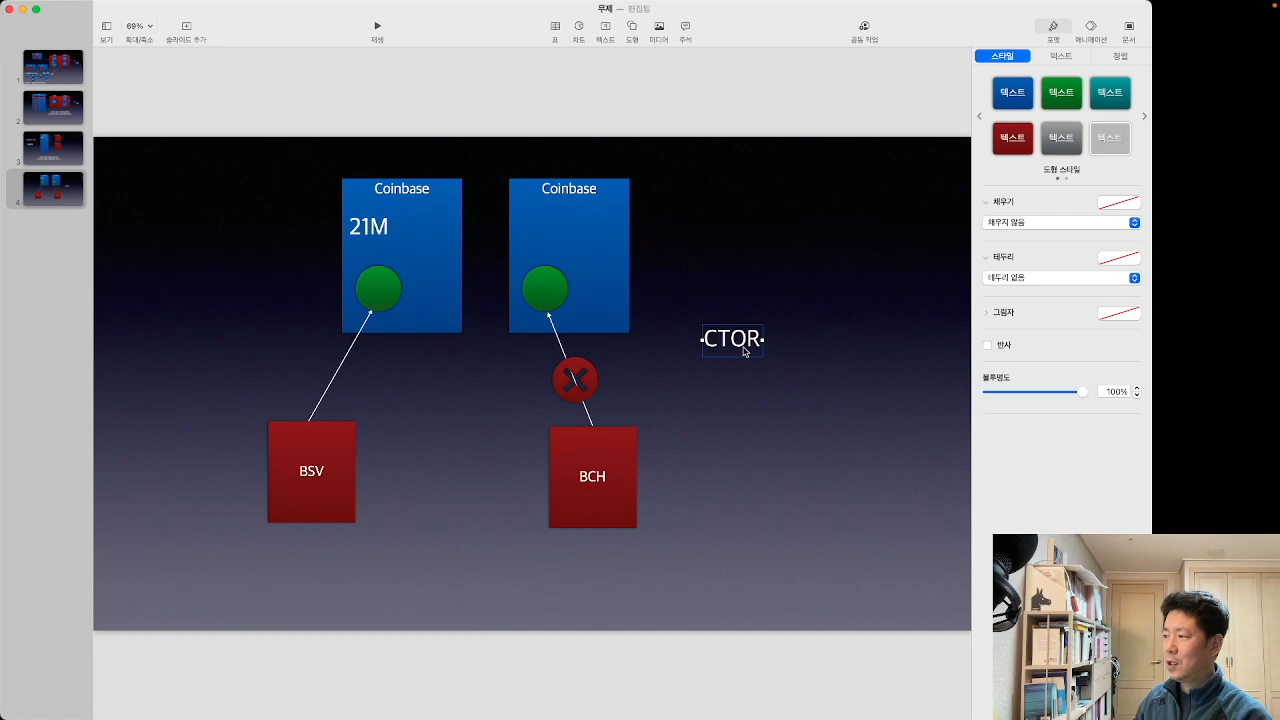 무제 — 편집됨
69%
보기
확대/축소
슬라이드 추가
재생
표
차트
텍스트
도형
미디어
주석
공동 작업
포맷
애니메이션
문서
스타일
텍스트
정렬
텍스트
텍스트
텍스트
텍스트
텍스트
텍스트
도형 스타일
채우기
채우지 않음
테두리
테두리 없음
그림자
반사
불투명도
100%
1
2
3
4
Coinbase
21M
Coinbase
CTOR
BSV
BCH